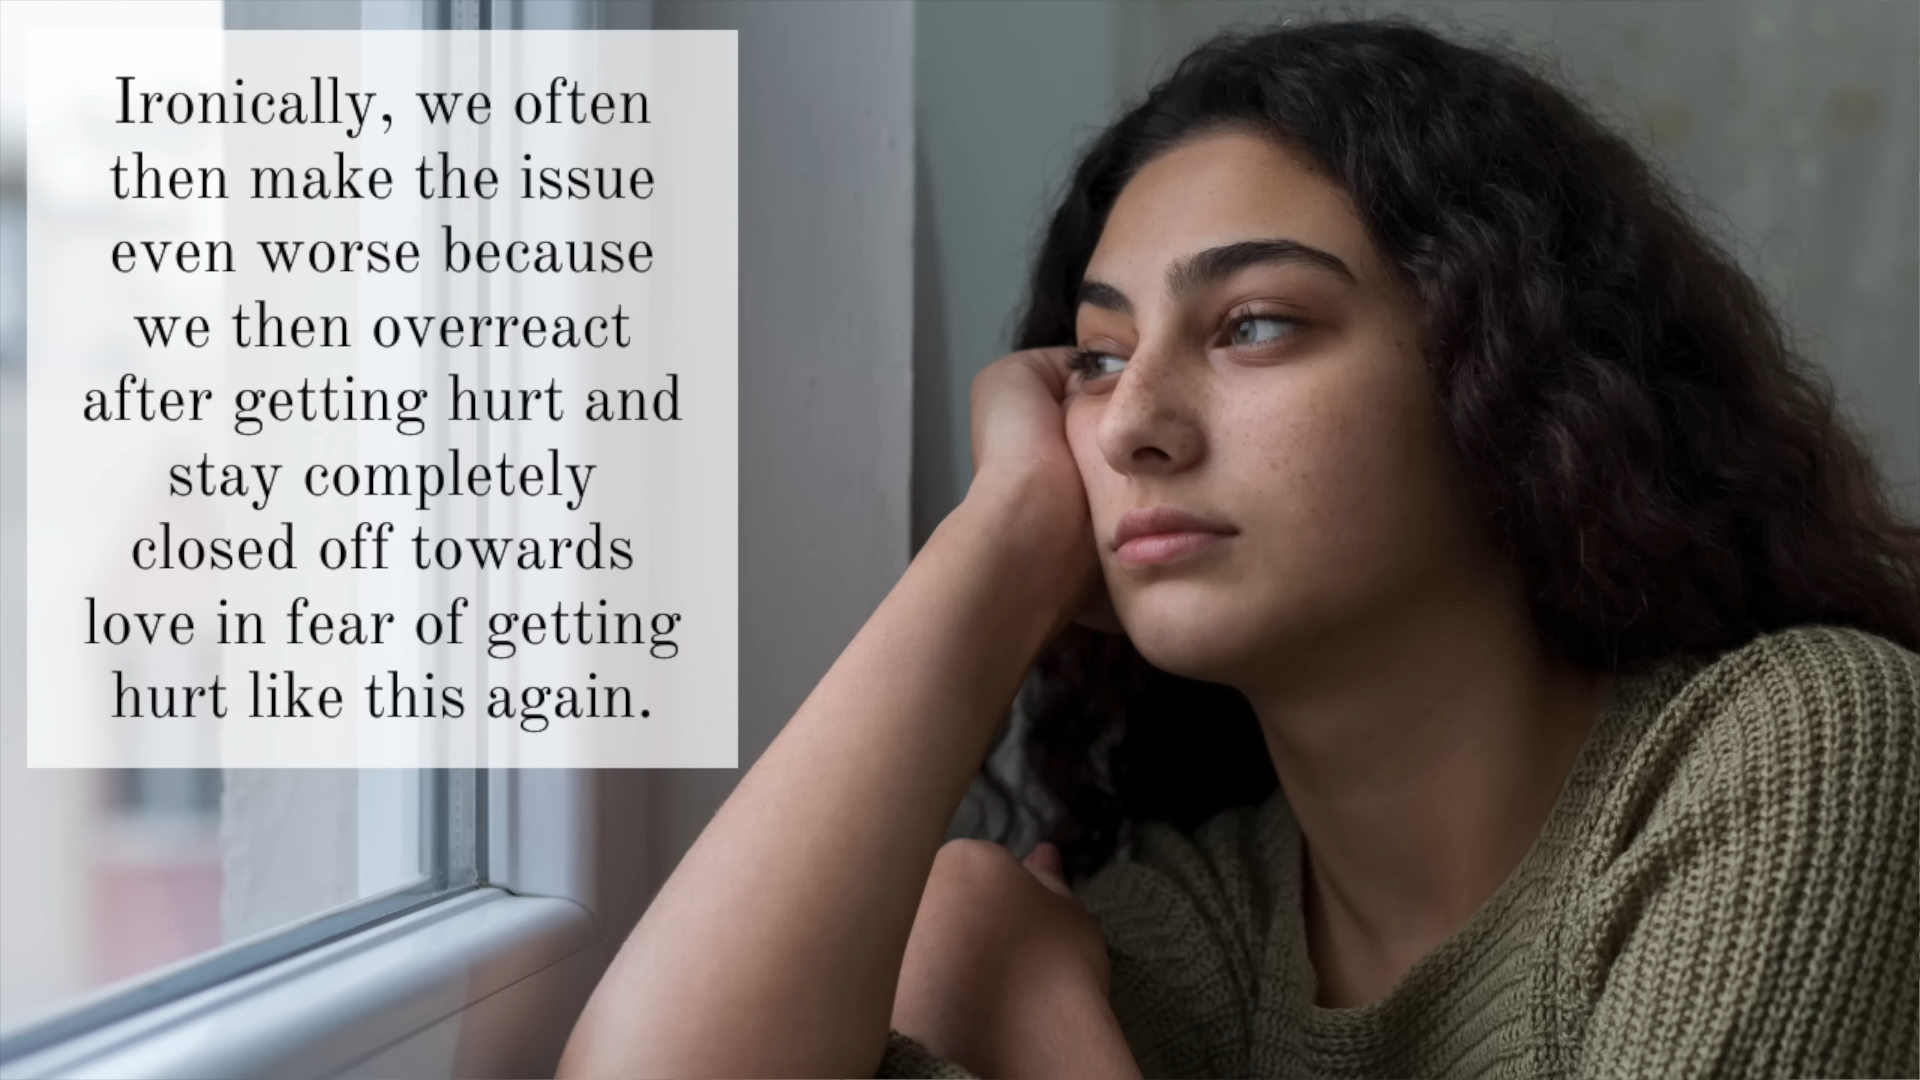 Ironically, we often
then make the issue
even worse because
we then overreact
after getting hurt and
stay completely
closed off towards
love in fear of getting
hurt like this again.